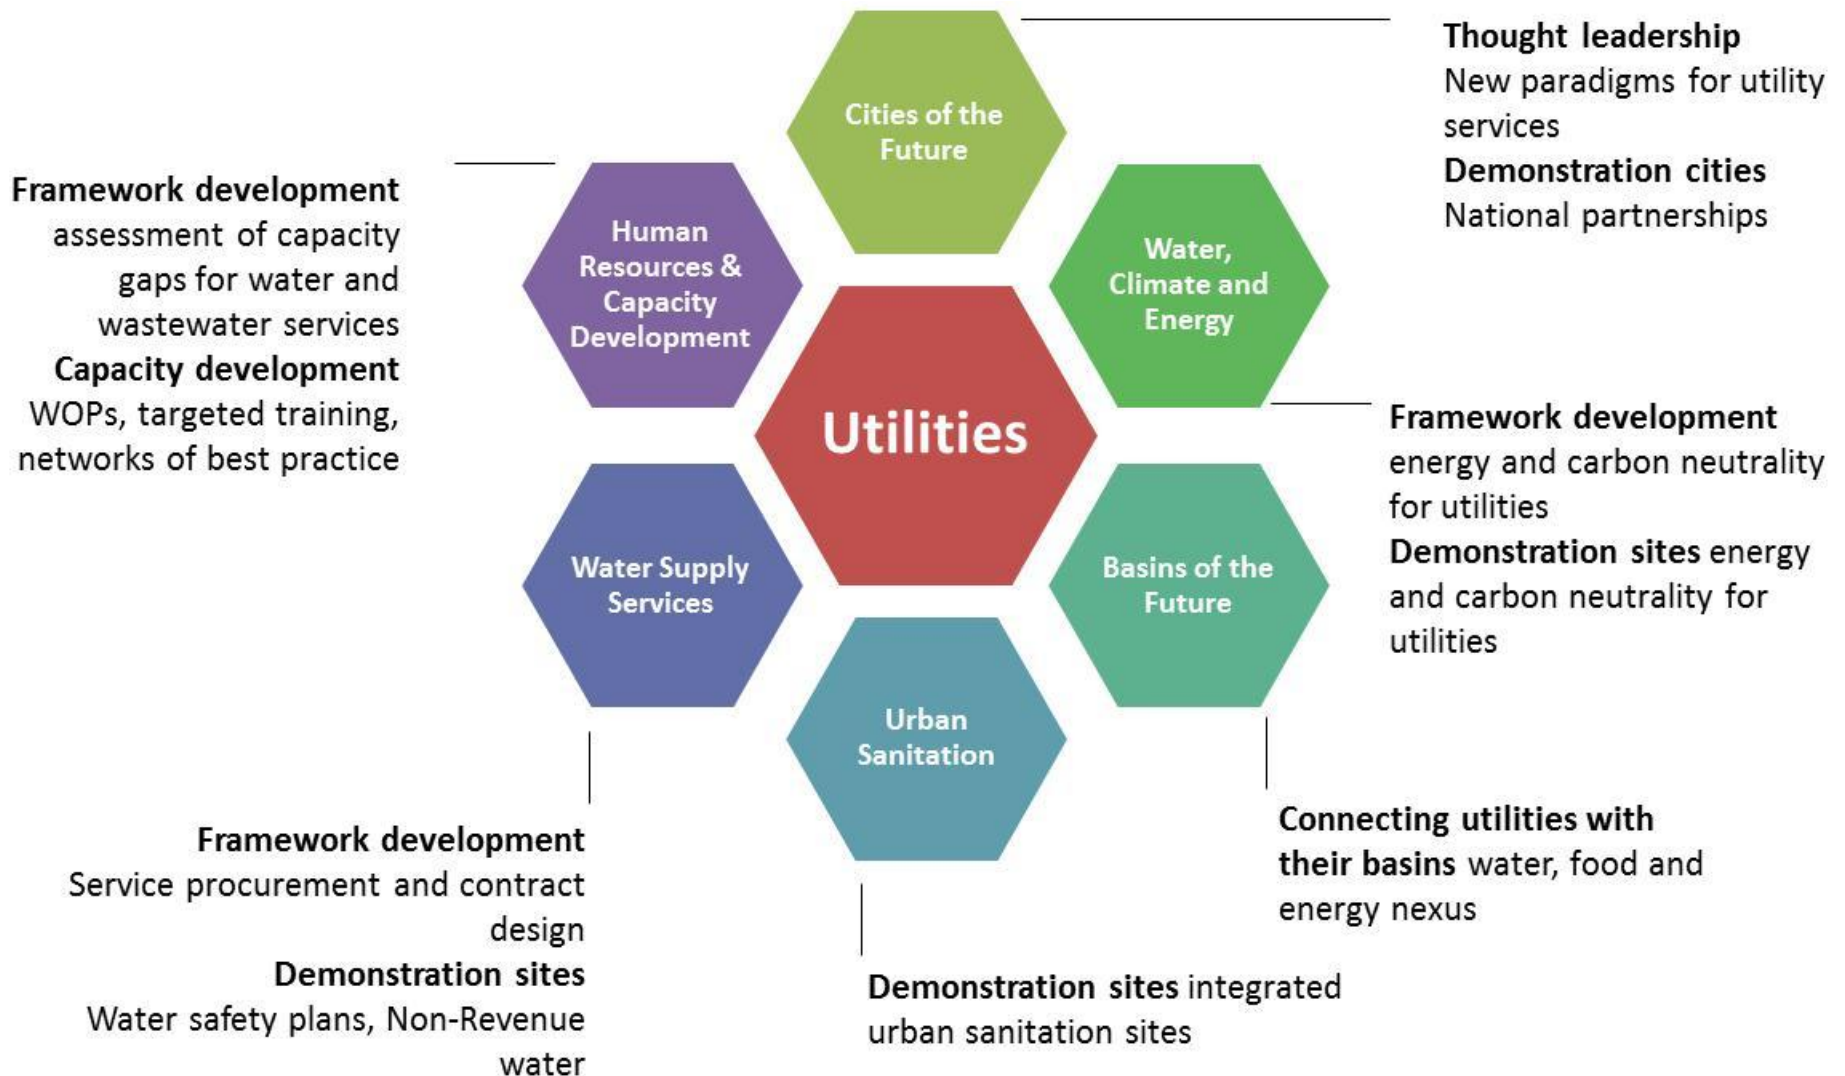 Thought leadership
New paradigms for utility
services
Demonstration cities
National partnerships
Cities of the
Future
Framework development
assessment of capacity
gaps for water and
wastewater services
Capacity development
WOPs, targeted training,
networks of best practice
Human
Resources &
Capacity
Development
Water,
Climate and
Energy
Utilities
Framework development
energy and carbon neutrality
for utilities
Demonstration sites energy
and carbon neutrality for
utilities
Water Supply
Services
Basins of the
Future
Urban
Sanitation
Framework development
Service procurement and contract
design
Demonstration sites
Water safety plans, Non-Revenue
water
Connecting utilities with
their basins water, food and
energy nexus
Demonstration sites integrated
urban sanitation sites